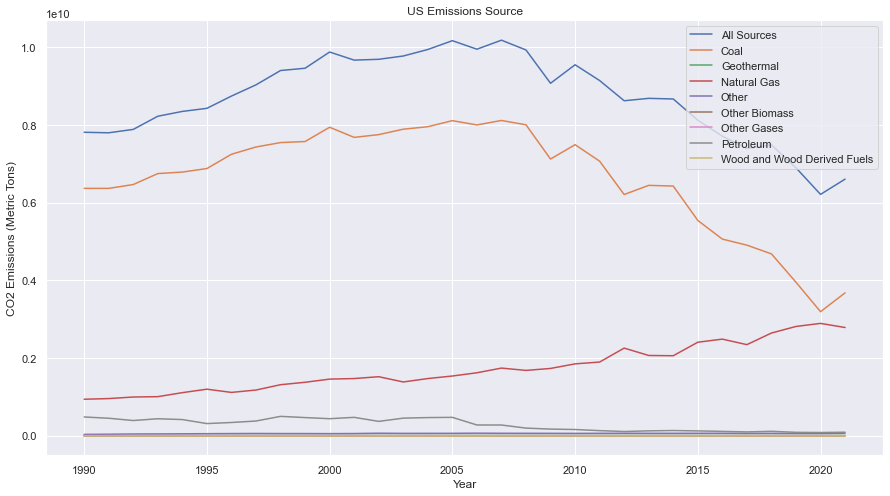 US Emissions Source
1e10
All Sources
Coal
Geothermal
Natural Gas
Other
Other Biomass
Other Gases
Petroleum
Wood and Wood Derived Fuels
1.0
0.8
0.6
0.4
0.2
0.0
CO2 Emissions (Metric Tons)
1990
1995
2000
2005
2010
2015
2020
Year